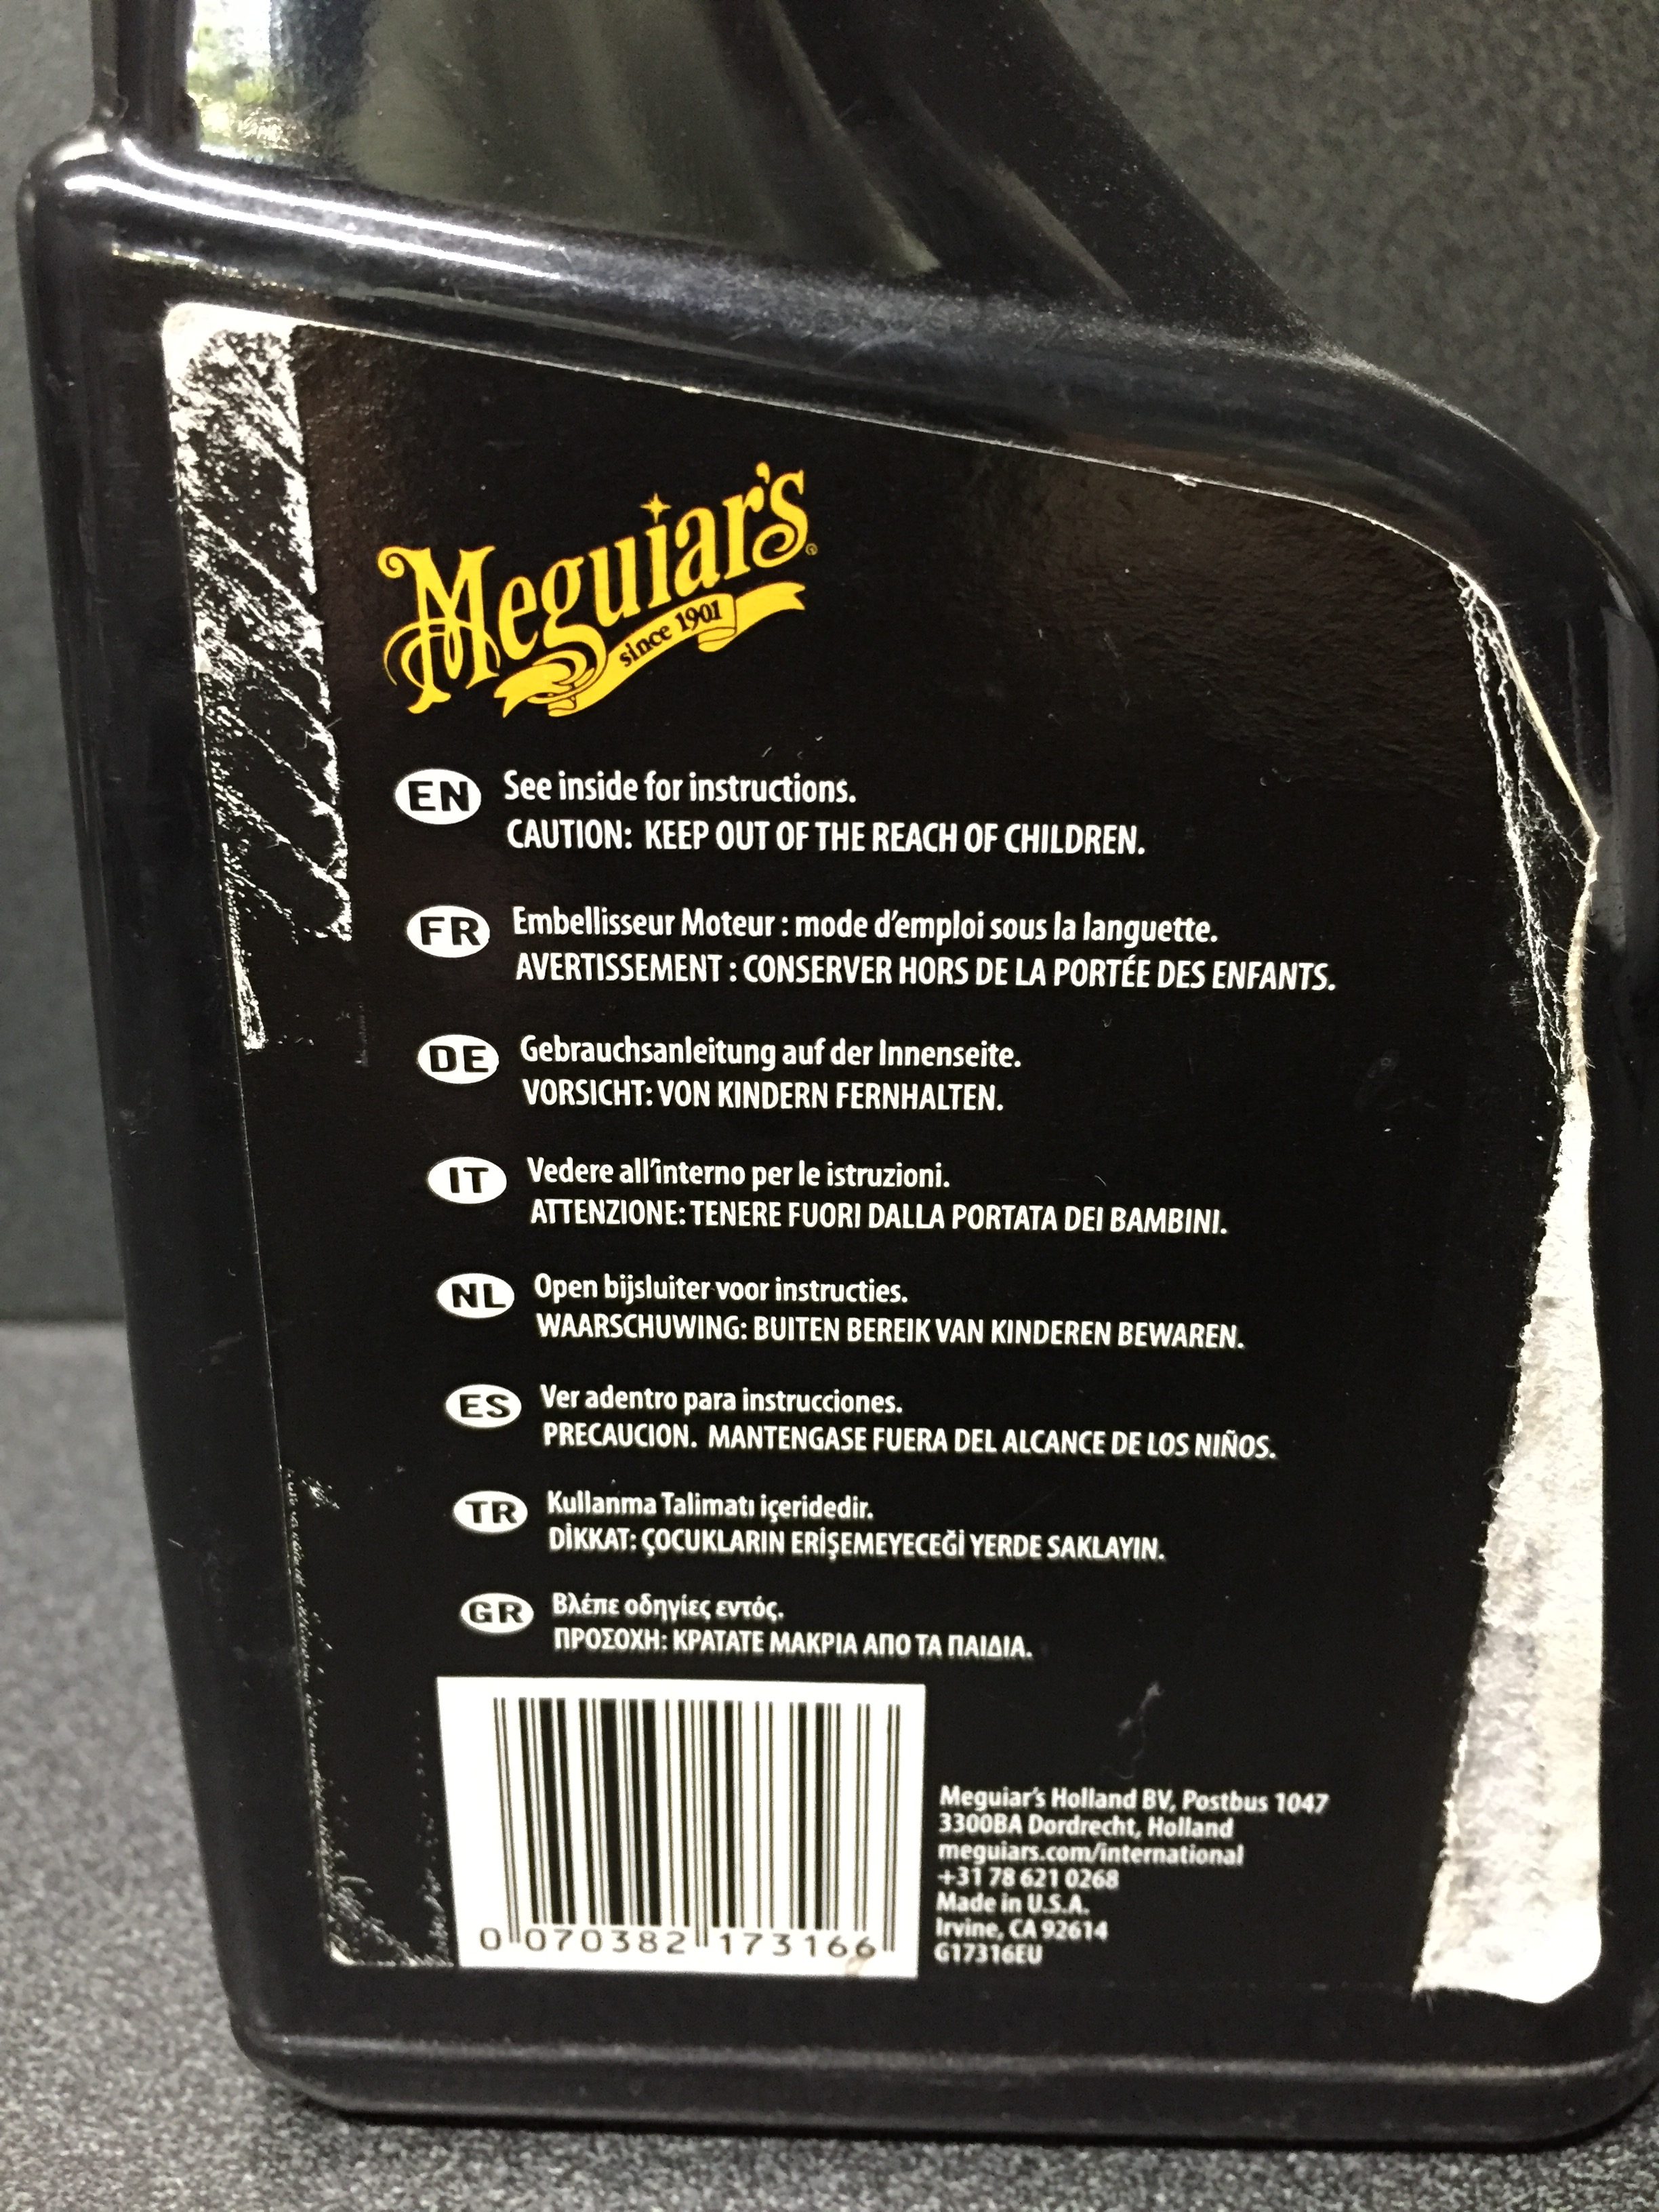 Meguiar's®
since 1901
EN See inside for instructions.
CAUTION: KEEP OUT OF THE REACH OF CHILDREN.
FR Embellisseur Moteur : mode d'emploi sous la languette.
AVERTISSEMENT : CONSERVER HORS DE LA PORTÉE DES ENFANTS.
DE Gebrauchsanleitung auf der Innenseite.
VORSICHT: VON KINDERN FERNHALTEN.
IT Vedere all'interno per le istruzioni.
ATTENZIONE: TENERE FUORI DALLA PORTATA DEI BAMBINI.
NL Open bijsluiter voor instructies.
WAARSCHUWING: BUITEN BEREIK VAN KINDEREN BEWAREN.
ES Ver adentro para instrucciones.
PRECAUCION. MANTENGASE FUERA DEL ALCANCE DE LOS NIÑOS.
TR Kullanma Talimatı içeridedir.
DİKKAT: ÇOCUKLARIN ERİŞEMEYECEĞİ YERDE SAKLAYIN.
GR Βλέπε οδηγίες εντός.
ΠΡΟΣΟΧΗ: ΚΡΑΤΑΤΕ ΜΑΚΡΙΑ ΑΠΟ ΤΑ ΠΑΙΔΙΑ.
0 070382 173166
Meguiar's Holland BV, Postbus 1047
3300BA Dordrecht, Holland
meguiars.com/international
+31 78 621 0268
Made in U.S.A.
Irvine, CA 92614
G17316EU